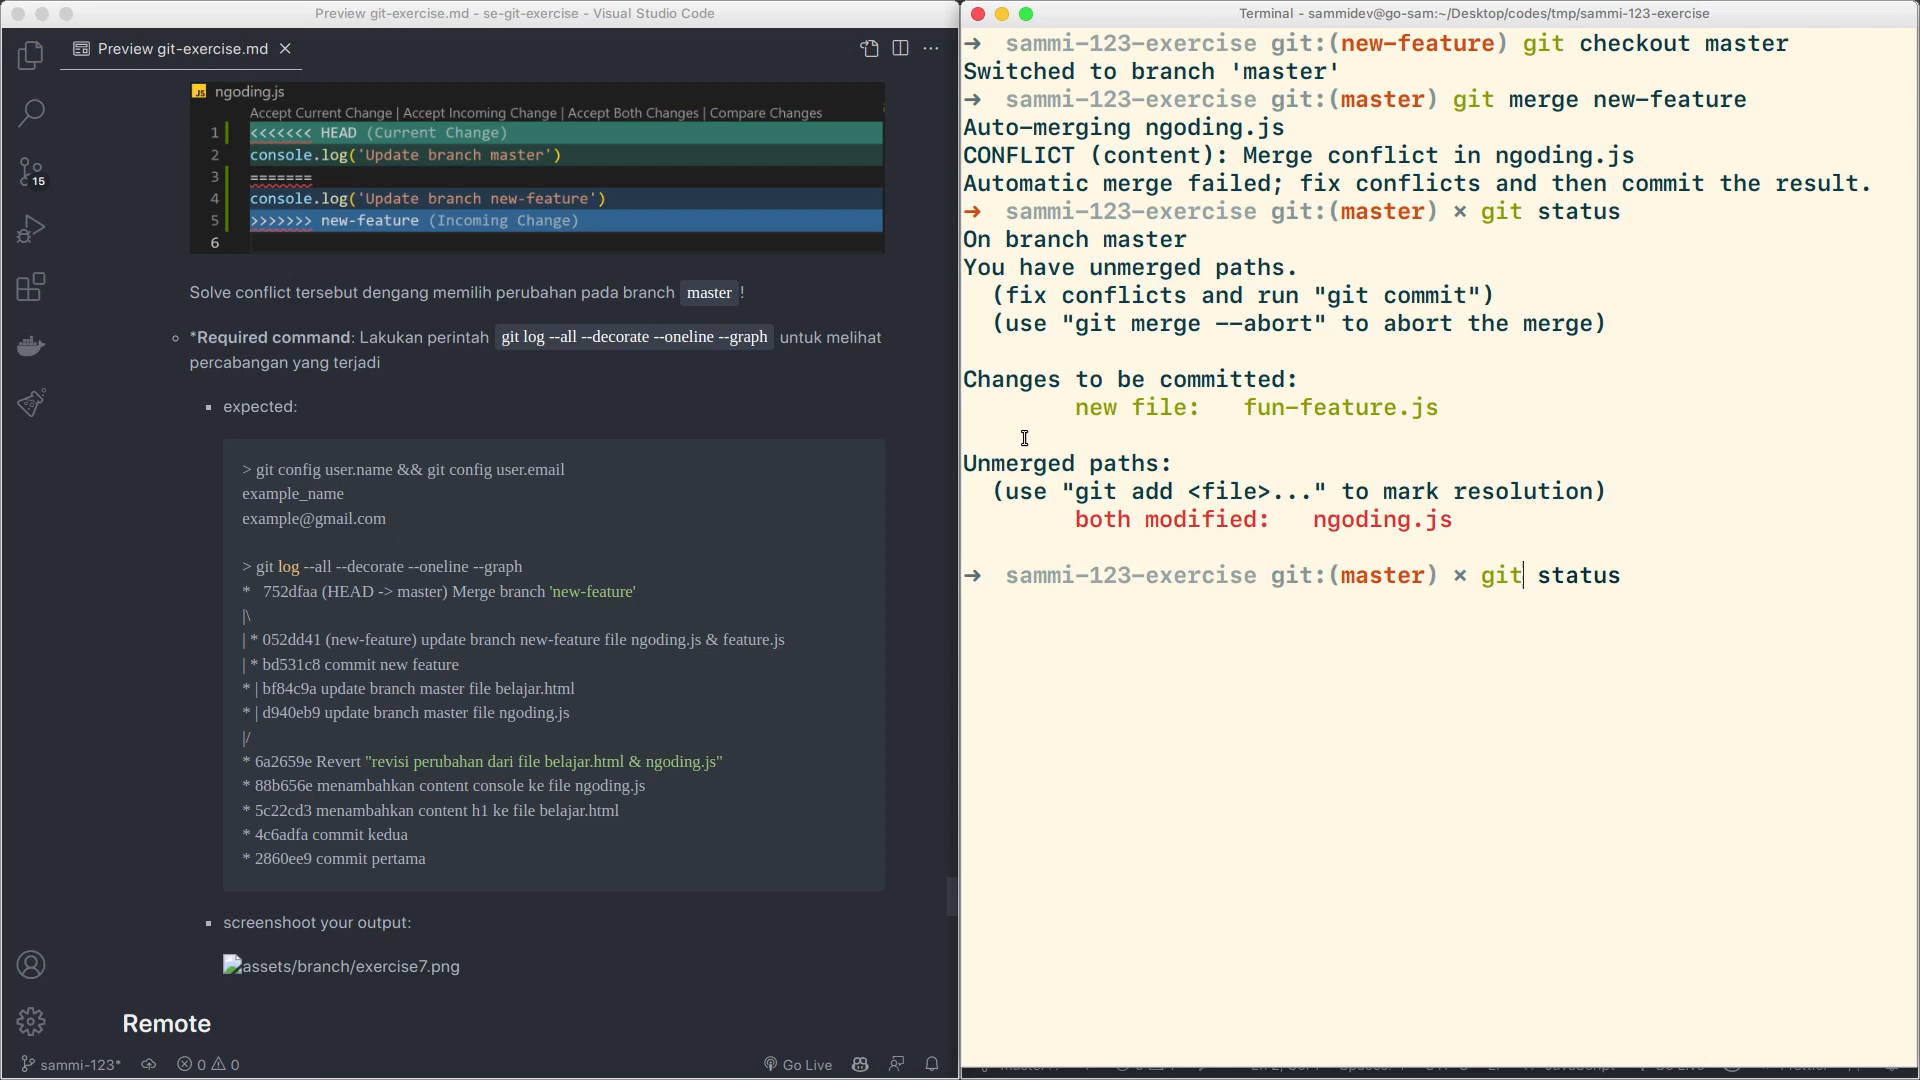 Preview git-exercise.md - se-git-exercise - Visual Studio Code
Preview git-exercise.md
JS ngoding.js
Accept Current Change | Accept Incoming Change | Accept Both Changes | Compare Changes
1 <<<<<<< HEAD (Current Change)
2 console.log('Update branch master')
3 =======
4 console.log('Update branch new-feature')
5 >>>>>>> new-feature (Incoming Change)
6
15
Solve conflict tersebut dengang memilih perubahan pada branch master !
*Required command: Lakukan perintah git log --all --decorate --oneline --graph untuk melihat
percabangan yang terjadi
expected:
> git config user.name && git config user.email
example_name
example@gmail.com
> git log --all --decorate --oneline --graph
* 752dfaa (HEAD -> master) Merge branch 'new-feature'
|\
| * 052dd41 (new-feature) update branch new-feature file ngoding.js & feature.js
| * bd531c8 commit new feature
* | bf84c9a update branch master file belajar.html
* | d940eb9 update branch master file ngoding.js
|/
* 6a2659e Revert "revisi perubahan dari file belajar.html & ngoding.js"
* 88b656e menambahkan content console ke file ngoding.js
* 5c22cd3 menambahkan content h1 ke file belajar.html
* 4c6adfa commit kedua
* 2860ee9 commit pertama
screenshoot your output:
assets/branch/exercise7.png
Remote
sammi-123* 0 0 Go Live
Terminal - sammidev@go-sam:~/Desktop/codes/tmp/sammi-123-exercise
➜ sammi-123-exercise git:(new-feature) git checkout master
Switched to branch 'master'
➜ sammi-123-exercise git:(master) git merge new-feature
Auto-merging ngoding.js
CONFLICT (content): Merge conflict in ngoding.js
Automatic merge failed; fix conflicts and then commit the result.
➜ sammi-123-exercise git:(master) × git status
On branch master
You have unmerged paths.
(fix conflicts and run "git commit")
(use "git merge --abort" to abort the merge)
Changes to be committed:
new file: fun-feature.js
Unmerged paths:
(use "git add <file>..." to mark resolution)
both modified: ngoding.js
➜ sammi-123-exercise git:(master) × git status